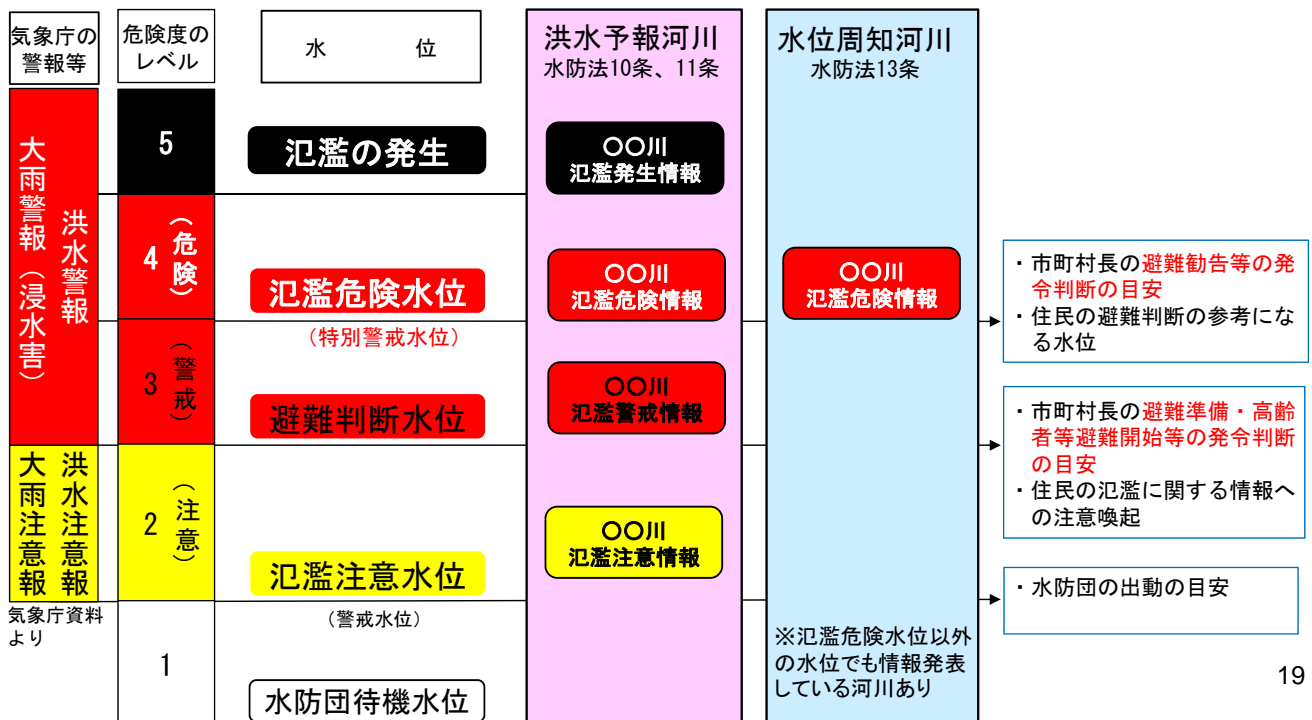 気象庁の
警報等
危険度の
レベル
水 位
洪水予報河川
水防法10条、11条
水位周知河川
水防法13条
大雨警報（浸水害）
洪水警報
5
氾濫の発生
〇〇川
氾濫発生情報
4
（危険）
氾濫危険水位
（特別警戒水位）
〇〇川
氾濫危険情報
〇〇川
氾濫危険情報
・市町村長の避難勧告等の発
令判断の目安
・住民の避難判断の参考にな
る水位
3
（警戒）
避難判断水位
〇〇川
氾濫警戒情報
・市町村長の避難準備・高齢
者等避難開始等の発令判断
の目安
・住民の氾濫に関する情報へ
の注意喚起
大雨注意報
洪水注意報
2
（注意）
氾濫注意水位
（警戒水位）
〇〇川
氾濫注意情報
・水防団の出動の目安
気象庁資料
より
1
水防団待機水位
※氾濫危険水位以外
の水位でも情報発表
している河川あり
19